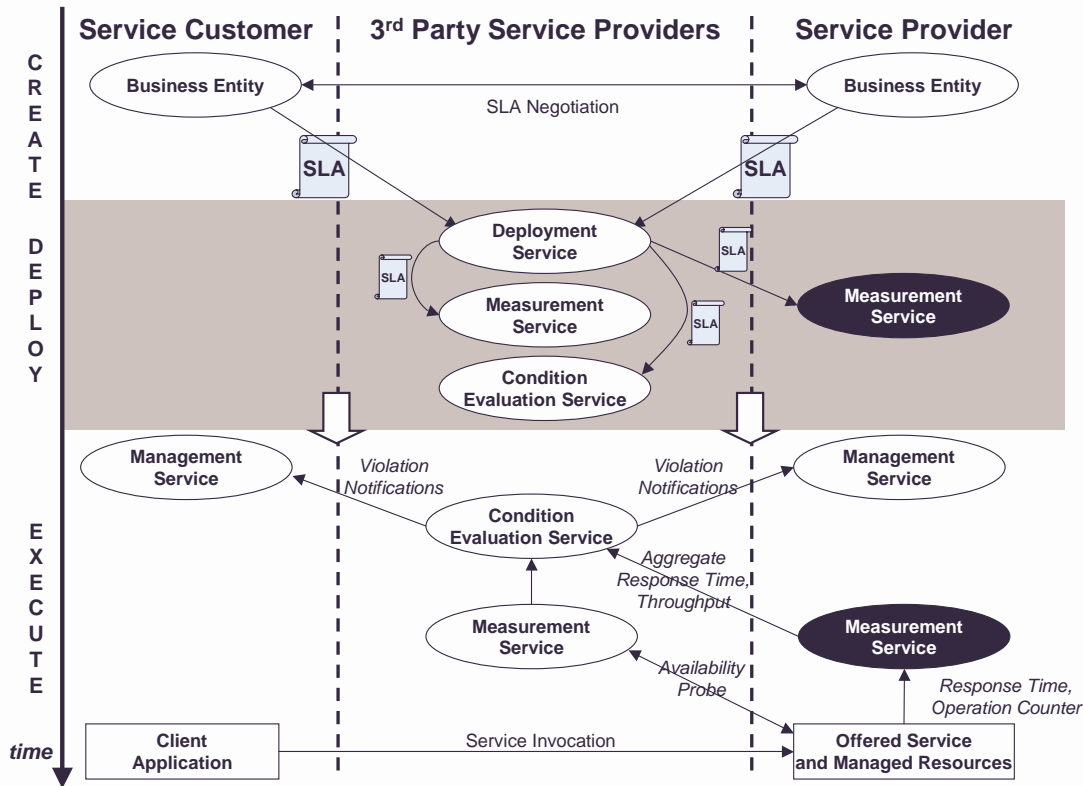 Service Customer
3rd Party Service Providers
Service Provider
CREATE
Business Entity
Business Entity
SLA Negotiation
SLA
SLA
DEPLOY
Deployment
Service
SLA
SLA
SLA
Measurement
Service
Measurement
Service
Condition
Evaluation Service
EXECUTE
Management
Service
Violation
Notifications
Violation
Notifications
Management
Service
Condition
Evaluation Service
Aggregate
Response Time,
Throughput
Measurement
Service
Measurement
Service
Availability
Probe
Response Time,
Operation Counter
time
Client
Application
Service Invocation
Offered Service
and Managed Resources